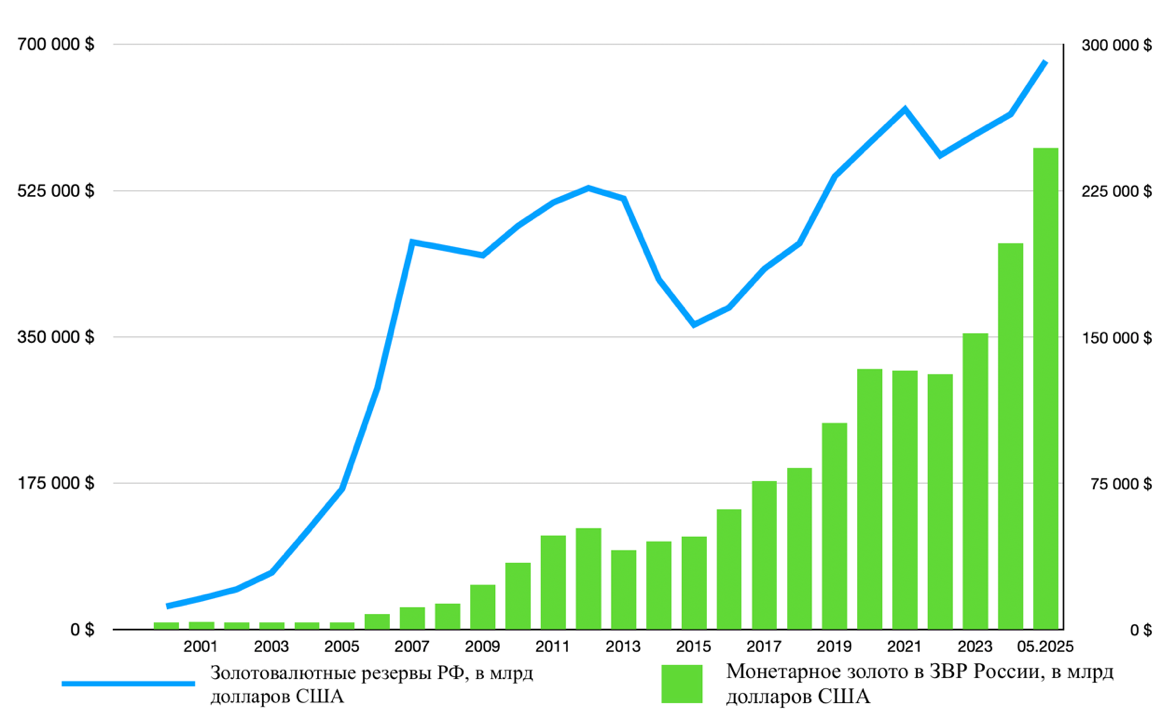 700 000 $
300 000 $
525 000 $
225 000 $
350 000 $
150 000 $
175 000 $
75 000 $
0 $
0 $
2001
2003
2005
2007
2009
2011
2013
2015
2017
2019
2021
2023
05.2025
Золотовалютные резервы РФ, в млрд
долларов США
Монетарное золото в ЗВР России, в млрд
долларов США